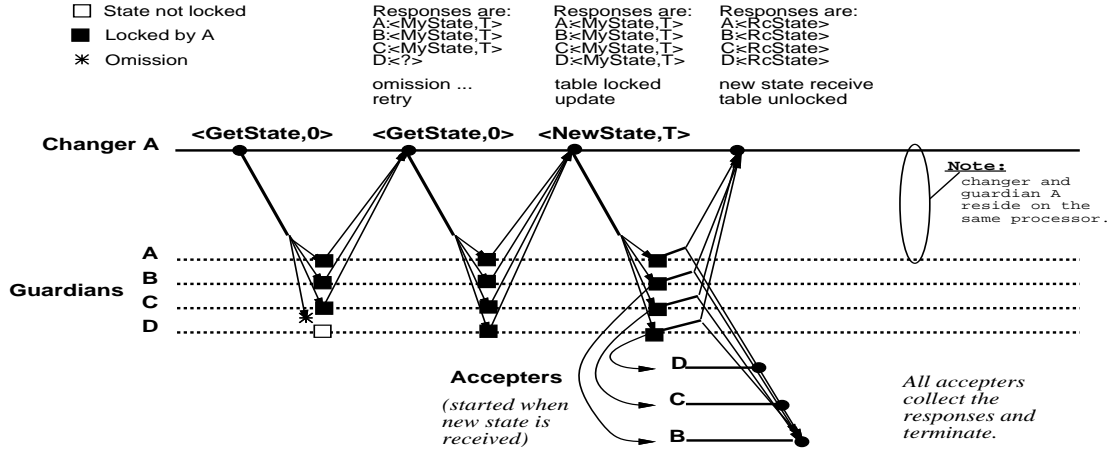 State not locked
Locked by A
Omission
Responses are:
A:<MyState,T>
B:<MyState,T>
C:<MyState,T>
D:<?>
omission ...
retry
Responses are:
A:<MyState,T>
B:<MyState,T>
C:<MyState,T>
D:<MyState,T>
table locked
update
Responses are:
A:<RcState>
B:<RcState>
C:<RcState>
D:<RcState>
new state receive
table unlocked
<GetState,0>
<GetState,0>
<NewState,T>
Changer A
Note:
changer and
guardian A
reside on the
same processor.
Guardians
A
B
C
D
Accepters
(started when
new state is
received)
D
C
B
All accepters
collect the
responses and
terminate.